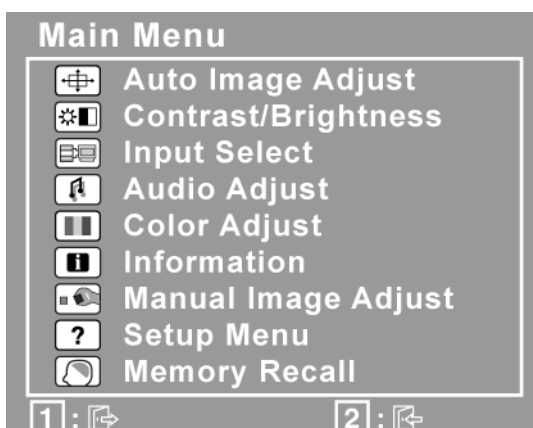 Main Menu
Auto Image Adjust
Contrast/Brightness
Input Select
Audio Adjust
Color Adjust
i Information
Manual Image Adjust
? Setup Menu
Memory Recall
1 : 2 :